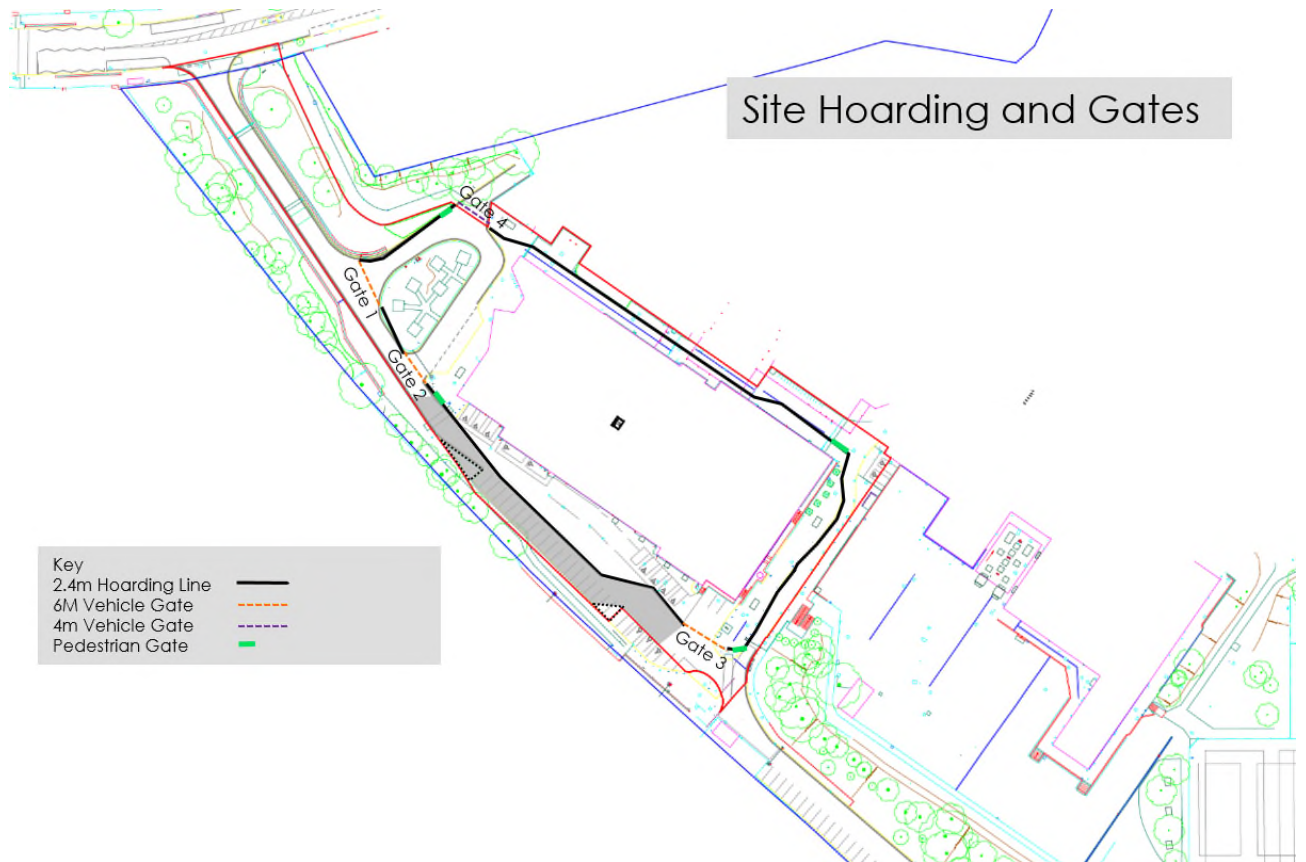 Site Hoarding and Gates
Gate 4
Gate 1
Gate 2
Gate 3
Key
2.4m Hoarding Line
6M Vehicle Gate
4m Vehicle Gate
Pedestrian Gate